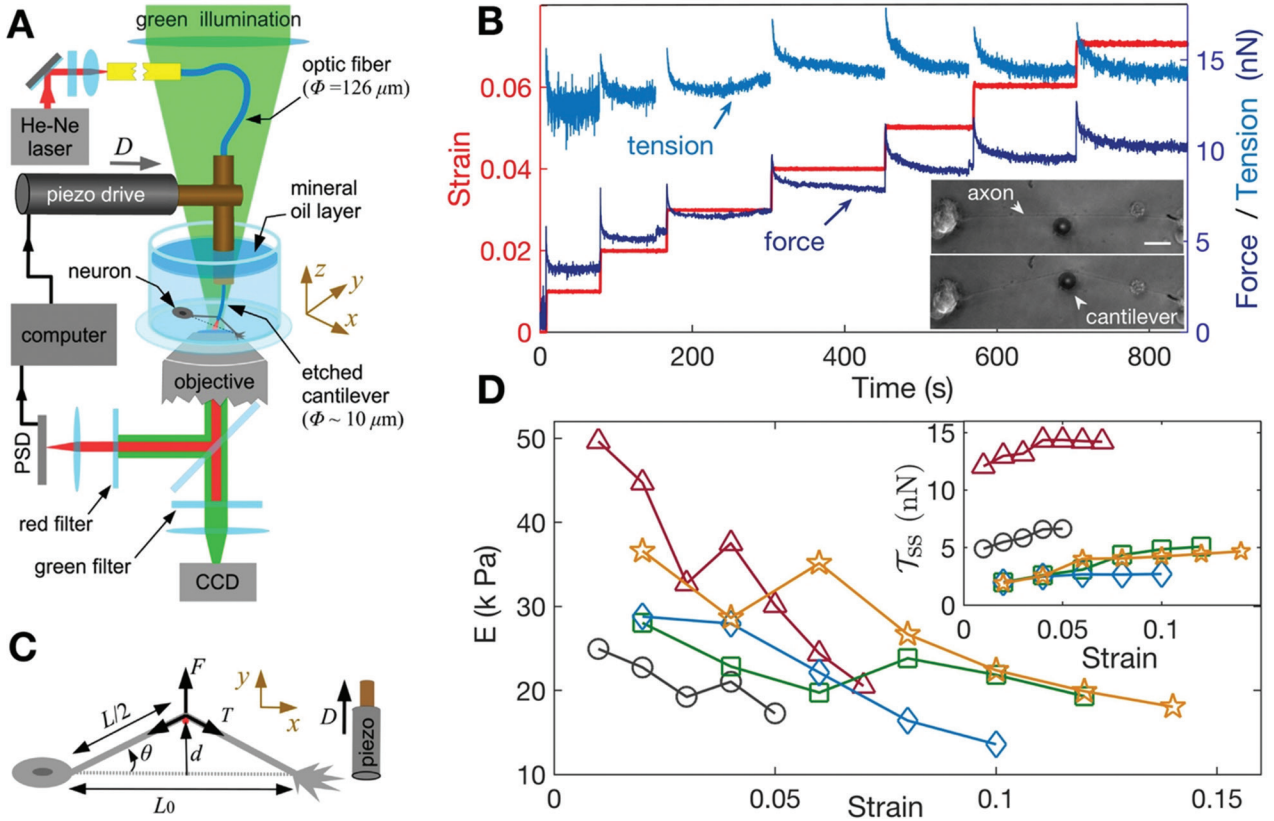 A
green illumination
optic fiber
(Φ =126 μm)
He-Ne
laser
D
piezo drive
mineral
oil layer
neuron
z
y
x
computer
objective
etched
cantilever
(Φ ~ 10 μm)
PSD
red filter
green filter
CCD
B
Strain
0.06
0.04
0.02
0
tension
force
axon
cantilever
15
10
5
0
Force / Tension (nN)
0
200
400
600
800
Time (s)
C
F
L/2
T
θ
d
L0
y
x
D
piezo
D
E (k Pa)
50
40
30
20
10
0
0.05
0.1
0.15
Strain
𝒯ss (nN)
15
10
5
0
0
0.05
0.1
Strain